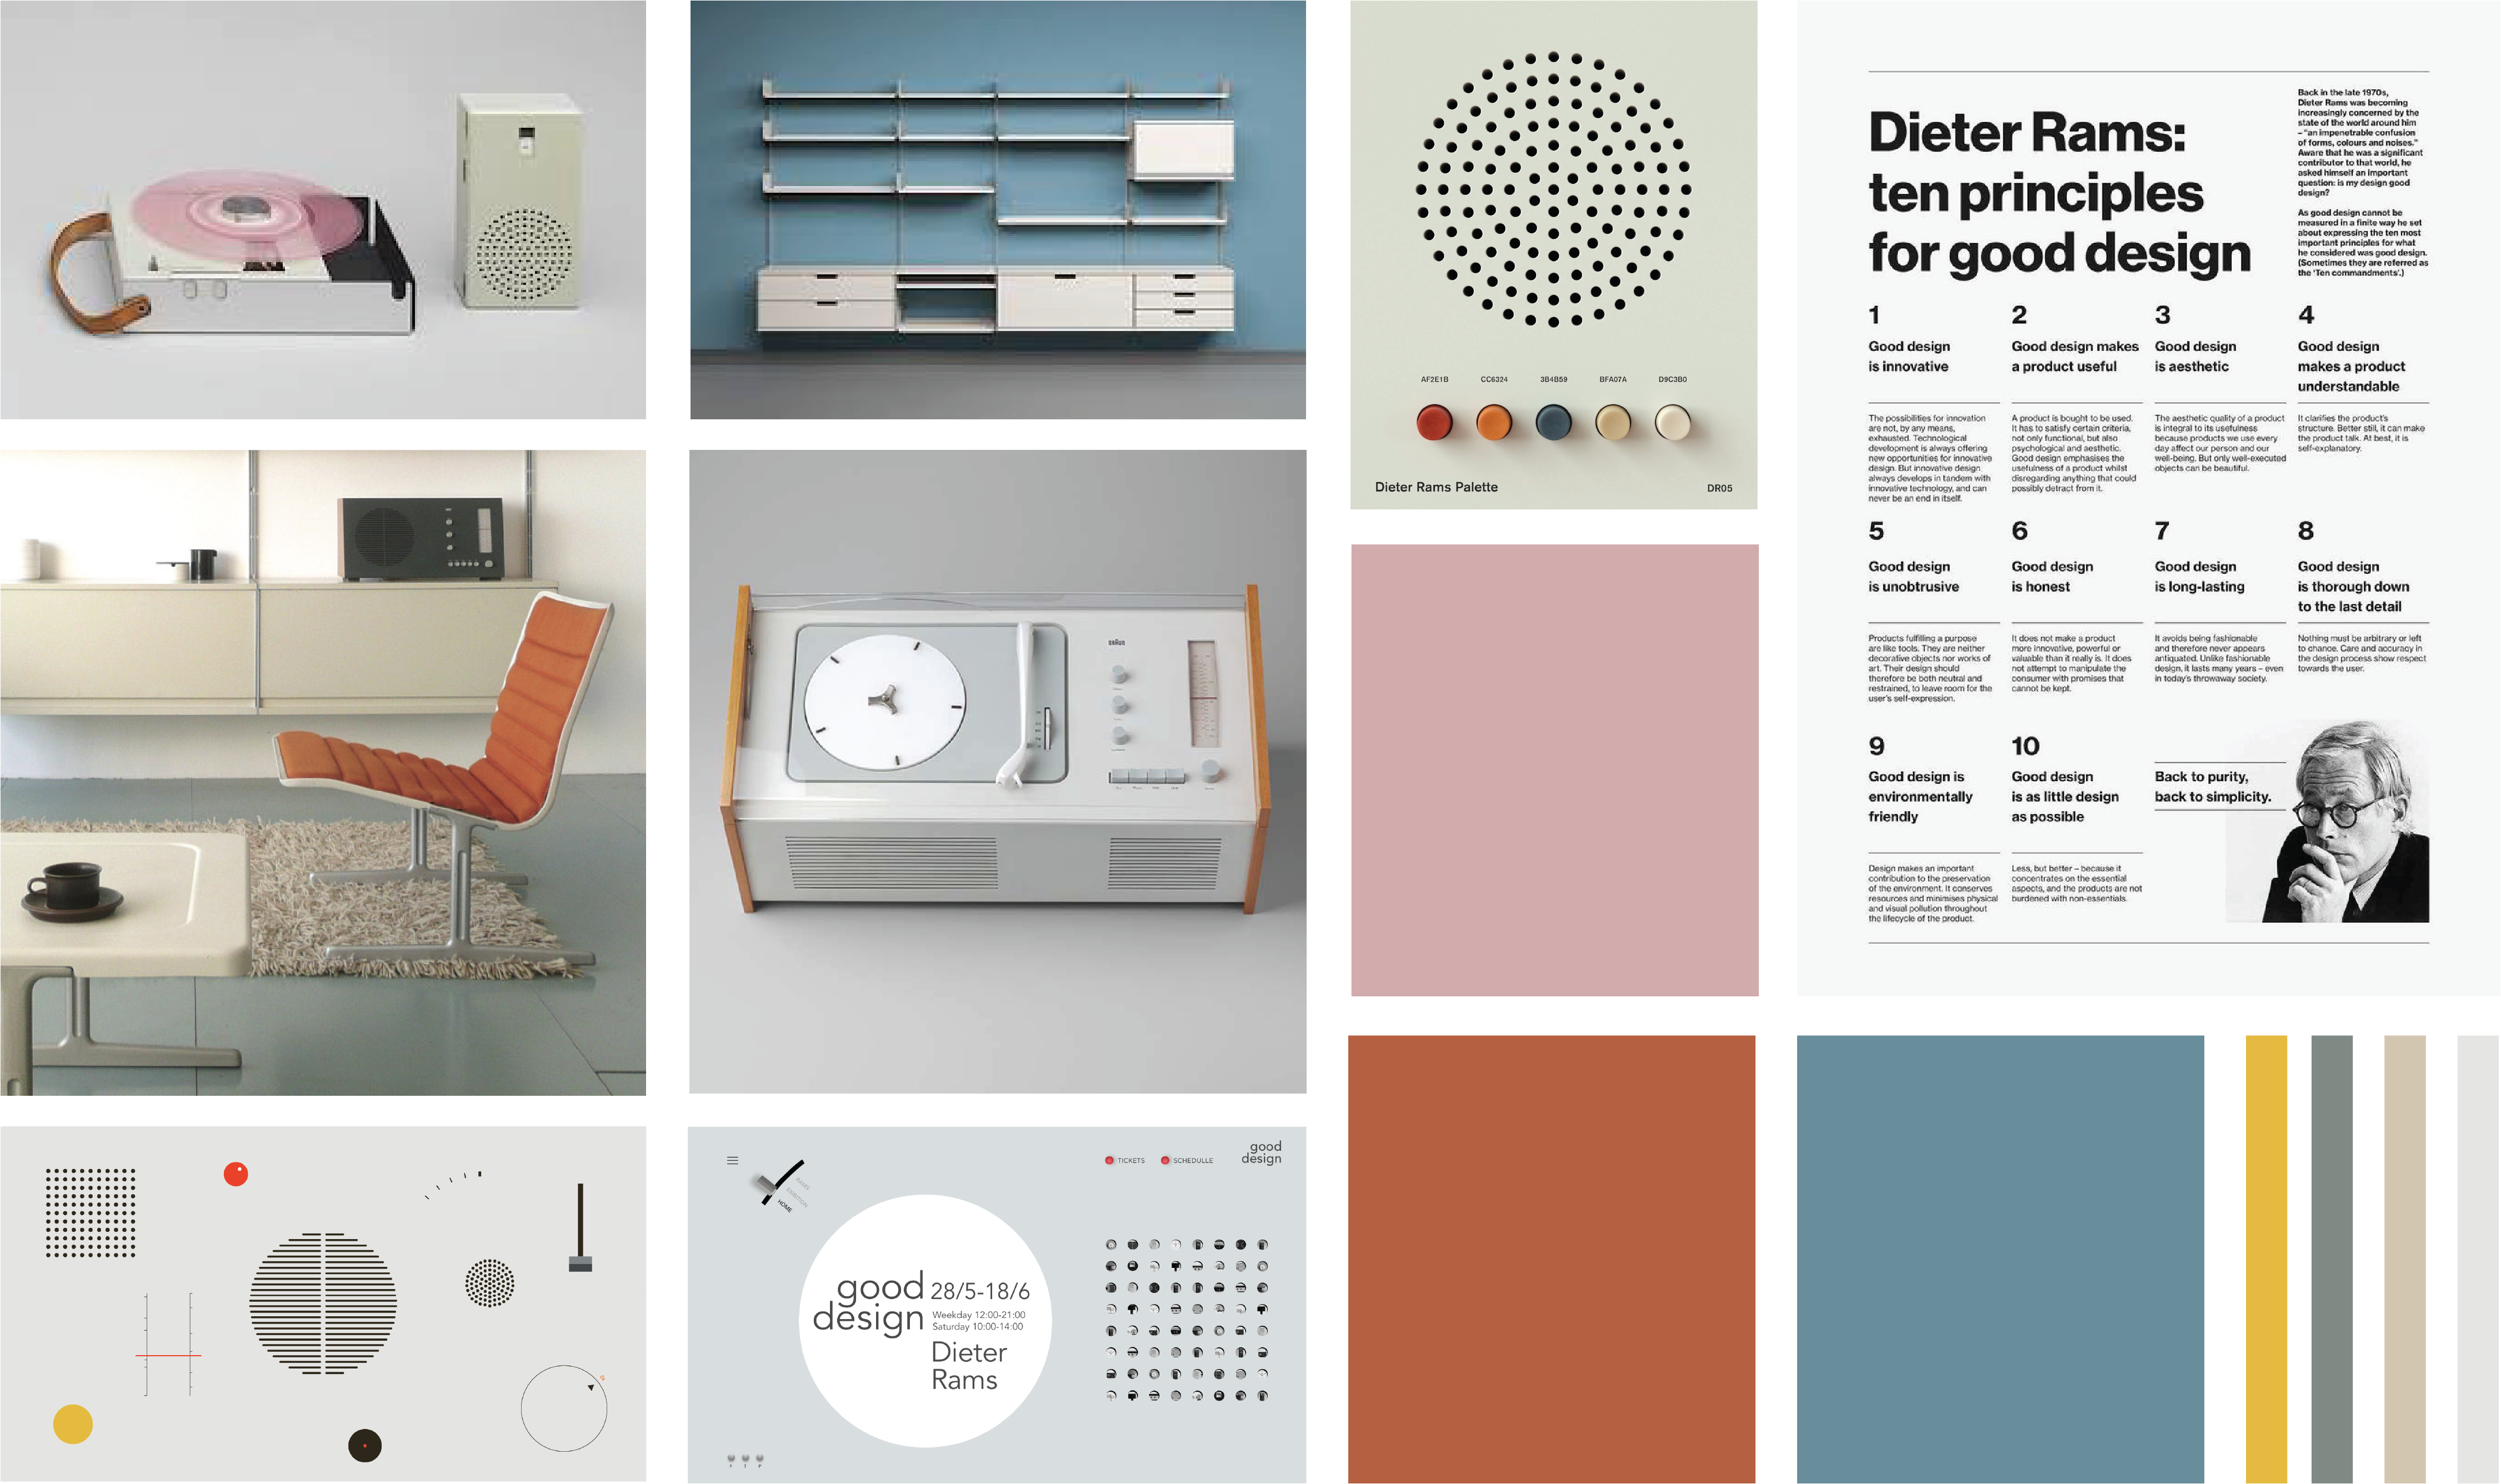 AF2E1B CC6324 3B4B59 BFA07A D9C3B0
Dieter Rams Palette DR05
Dieter Rams:
ten principles
for good design
Back in the late 1970s,
Dieter Rams was becoming
increasingly concerned by the
state of the world around him
– "an impenetrable confusion
of forms, colours and noises."
Aware that he was a significant
contributor to that world, he
asked himself an important
question: is my design good
design?
As good design cannot be
measured in a finite way he set
about expressing the ten most
important principles for what
he considered was good design.
(Sometimes they are referred as
the 'Ten commandments'.)
1
Good design
is innovative
The possibilities for innovation
are not, by any means,
exhausted. Technological
development is always offering
new opportunities for innovative
design. But innovative design
always develops in tandem with
innovative technology, and can
never be an end in itself.
2
Good design makes
a product useful
A product is bought to be used.
It has to satisfy certain criteria,
not only functional, but also
psychological and aesthetic.
Good design emphasises the
usefulness of a product whilst
disregarding anything that could
possibly detract from it.
3
Good design
is aesthetic
The aesthetic quality of a product
is integral to its usefulness
because products we use every
day affect our person and our
well-being. But only well-executed
objects can be beautiful.
4
Good design
makes a product
understandable
It clarifies the product's
structure. Better still, it can make
the product talk. At best, it is
self-explanatory.
5
Good design
is unobtrusive
Products fulfilling a purpose
are like tools. They are neither
decorative objects nor works of
art. Their design should
therefore be both neutral and
restrained, to leave room for the
user's self-expression.
6
Good design
is honest
It does not make a product
more innovative, powerful or
valuable than it really is. It does
not attempt to manipulate the
consumer with promises that
cannot be kept.
7
Good design
is long-lasting
It avoids being fashionable
and therefore never appears
antiquated. Unlike fashionable
design, it lasts many years – even
in today's throwaway society.
8
Good design
is thorough down
to the last detail
Nothing must be arbitrary or left
to chance. Care and accuracy in
the design process show respect
towards the user.
9
Good design is
environmentally
friendly
Design makes an important
contribution to the preservation
of the environment. It conserves
resources and minimises physical
and visual pollution throughout
the lifecycle of the product.
10
Good design
is as little design
as possible
Less, but better – because it
concentrates on the essential
aspects, and the products are not
burdened with non-essentials.
Back to purity,
back to simplicity.
BRAUN
TICKETS SCHEDULLE
good
design
HOME
good
design
28/5-18/6
Weekday 12:00-21:00
Saturday 10:00-14:00
Dieter
Rams